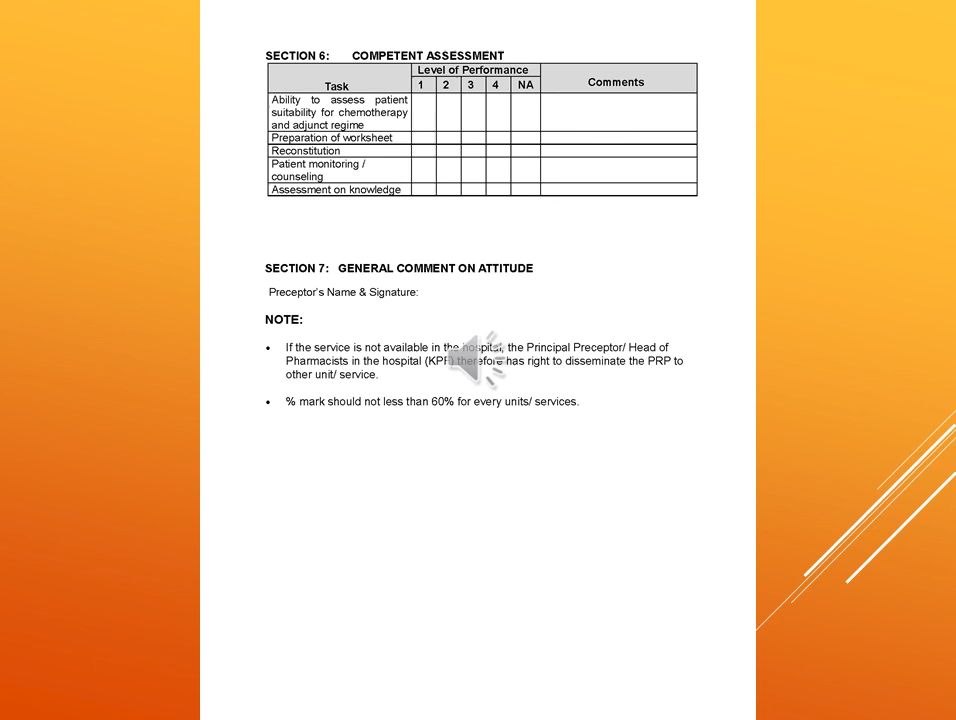 SECTION 6: COMPETENT ASSESSMENT
Task
Level of Performance
Comments
1 2 3 4 NA
Ability to assess patient
suitability for chemotherapy
and adjunct regime
Preparation of worksheet
Reconstitution
Patient monitoring /
counseling
Assessment on knowledge
SECTION 7: GENERAL COMMENT ON ATTITUDE
Preceptor's Name & Signature:
NOTE:
• If the service is not available in the hospital, the Principal Preceptor/ Head of
Pharmacists in the hospital (KPF) therefore has right to disseminate the PRP to
other unit/ service.
• % mark should not less than 60% for every units/ services.